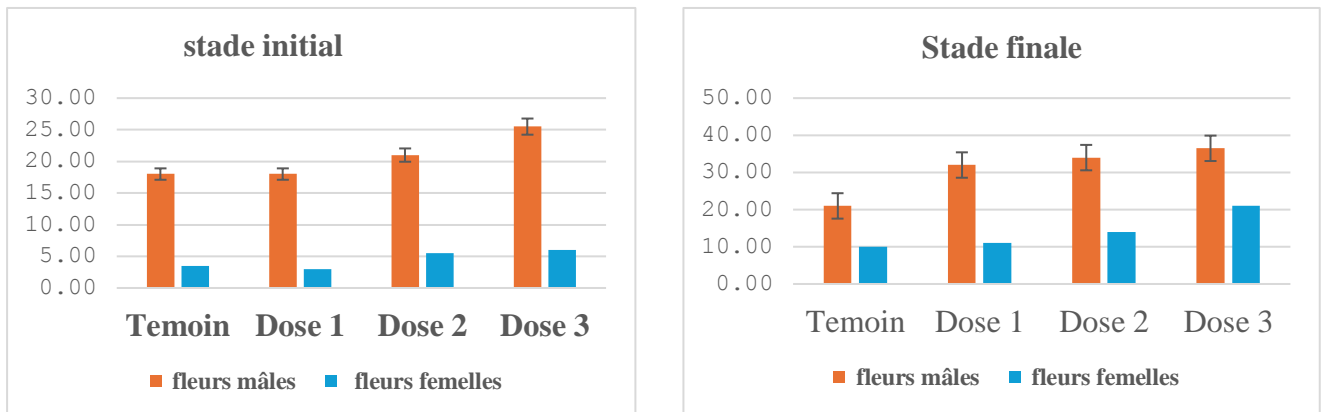 stade initial
30.00
25.00
20.00
15.00
10.00
5.00
0.00
Temoin Dose 1 Dose 2 Dose 3
fleurs mâles fleurs femelles
Stade finale
50.00
40.00
30.00
20.00
10.00
0.00
Temoin Dose 1 Dose 2 Dose 3
fleurs mâles fleurs femelles